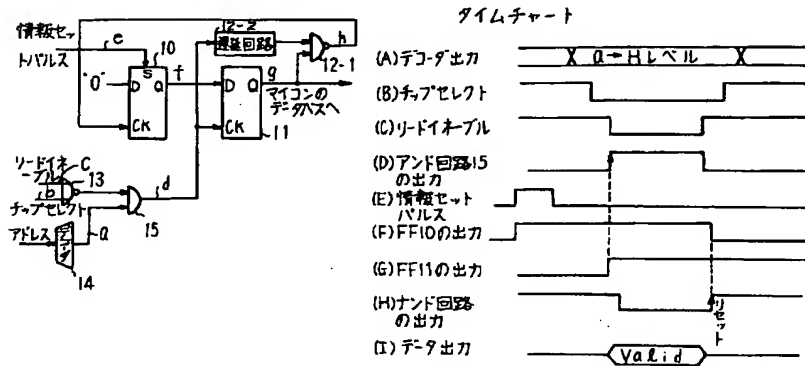 タイムチャート
情報セッ
トパルス
e
10
S
"0"
D
Q
CK
f
12-2
遅延回路
h
12-1
D
Q
CK
11
g
マイコンの
データバスへ
リードイネ
ーブル
C
13
b
チップセレクト
d
15
アドレス
デコーダ
a
14
(A)デコーダ出力
a→Hレベル
(B)チップセレクト
(C)リードイネーブル
(D)アンド回路15
の出力
(E)情報セット
パルス
(F)FF10の出力
(G)FF11の出力
(H)ナンド回路
の出力
リセット
(I)データ出力
Valid